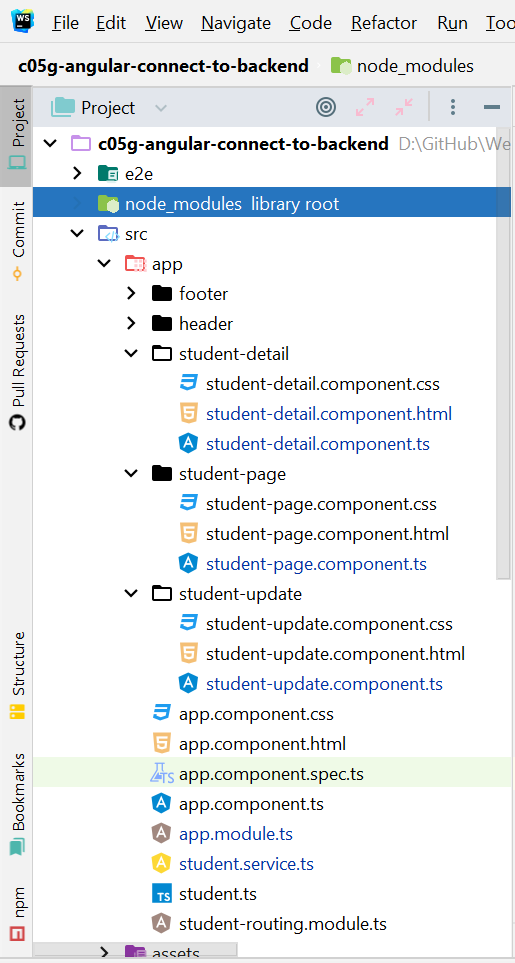 WS File Edit View Navigate Code Refactor Run Too
c05g-angular-connect-to-backend node_modules
Project
c05g-angular-connect-to-backend D:\GitHub\We
e2e
node_modules library root
src
app
footer
header
student-detail
student-detail.component.css
student-detail.component.html
student-detail.component.ts
student-page
student-page.component.css
student-page.component.html
student-page.component.ts
student-update
student-update.component.css
student-update.component.html
student-update.component.ts
app.component.css
app.component.html
TS app.component.spec.ts
app.component.ts
app.module.ts
student.service.ts
TS student.ts
student-routing.module.ts
assets
Project
Commit
Pull Requests
Structure
Bookmarks
npm